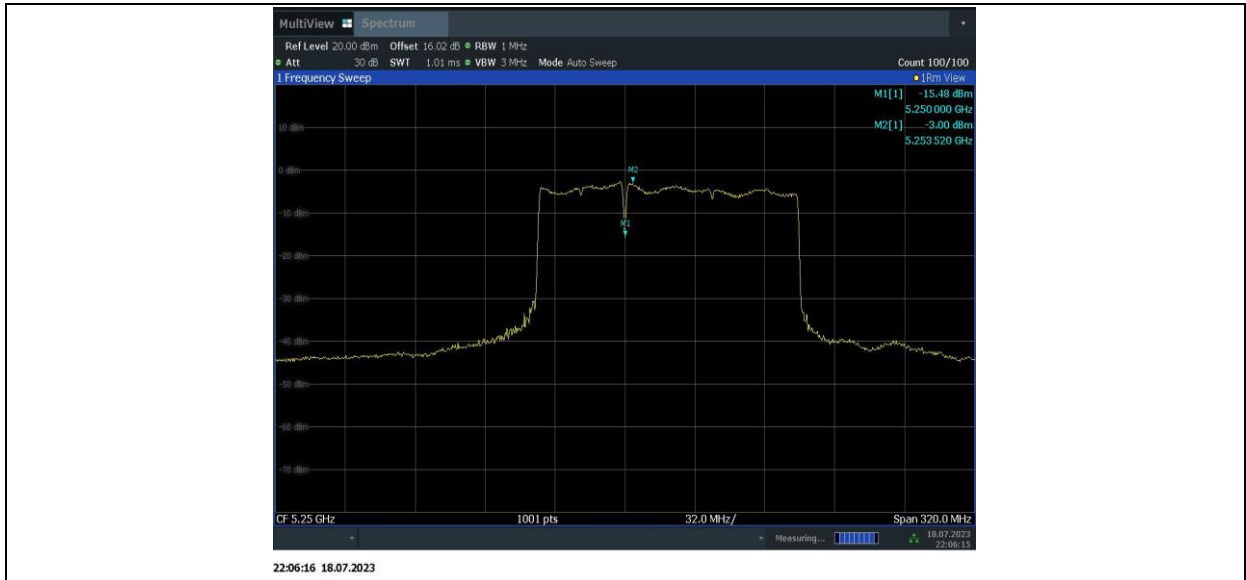 MultiView Spectrum
Ref Level 20.00 dBm Offset 16.02 dB RBW 1 MHz
Att 30 dB SWT 1.01 ms VBW 3 MHz Mode Auto Sweep Count 100/100
1 Frequency Sweep 1Rm View
M1[1] -15.48 dBm
5.250 000 GHz
10 dBm
M2[1] -3.00 dBm
5.253 520 GHz
0 dBm
M2
-10 dBm
M1
-20 dBm
-30 dBm
-40 dBm
-50 dBm
-60 dBm
-70 dBm
CF 5.25 GHz 1001 pts 32.0 MHz/ Span 320.0 MHz
Measuring... 18.07.2023
22:06:15
22:06:16 18.07.2023